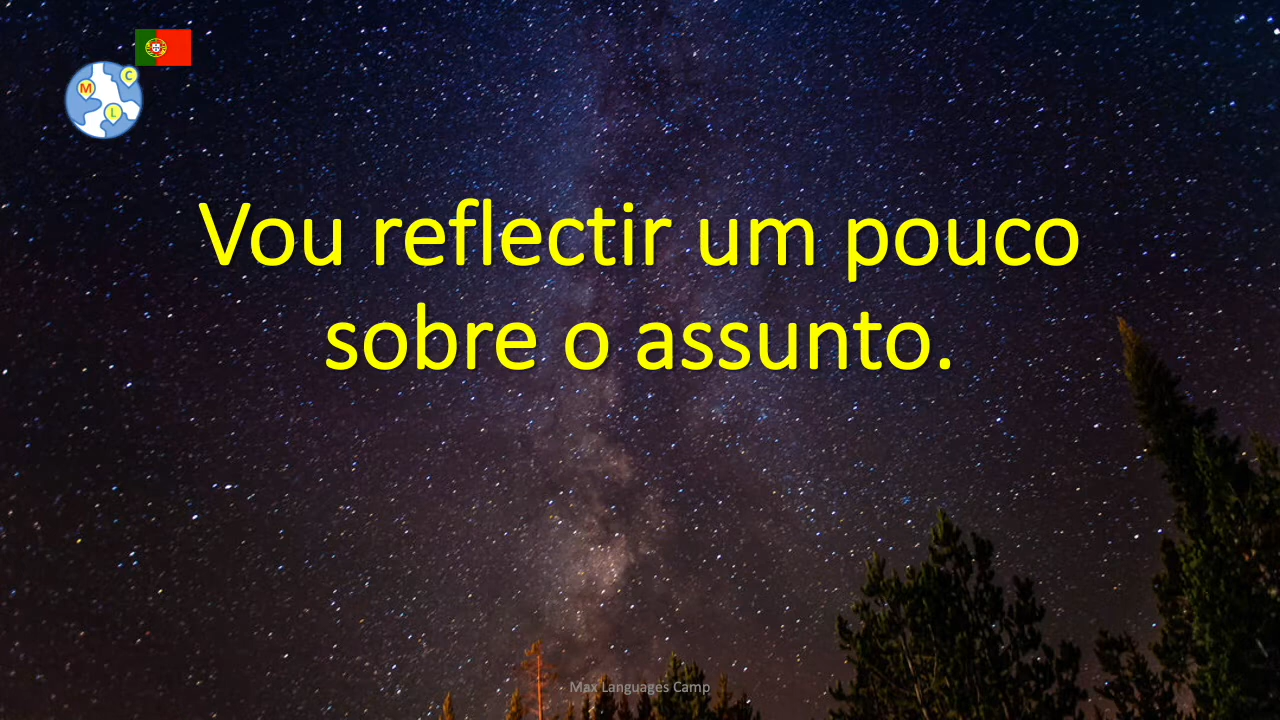 M
C
L
Vou reflectir um pouco
sobre o assunto.
Max Languages Camp